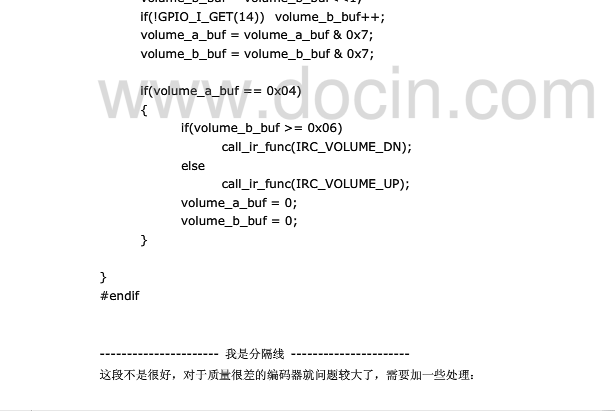 if(!GPIO_I_GET(14)) volume_b_buf++;
volume_a_buf = volume_a_buf & 0x7;
volume_b_buf = volume_b_buf & 0x7;
www.docin.com
if(volume_a_buf == 0x04)
{
if(volume_b_buf >= 0x06)
call_ir_func(IRC_VOLUME_DN);
else
call_ir_func(IRC_VOLUME_UP);
volume_a_buf = 0;
volume_b_buf = 0;
}
}
#endif
---------------------- 我是分隔线 ----------------------
这段不是很好，对于质量很差的编码器就问题较大了，需要加一些处理：